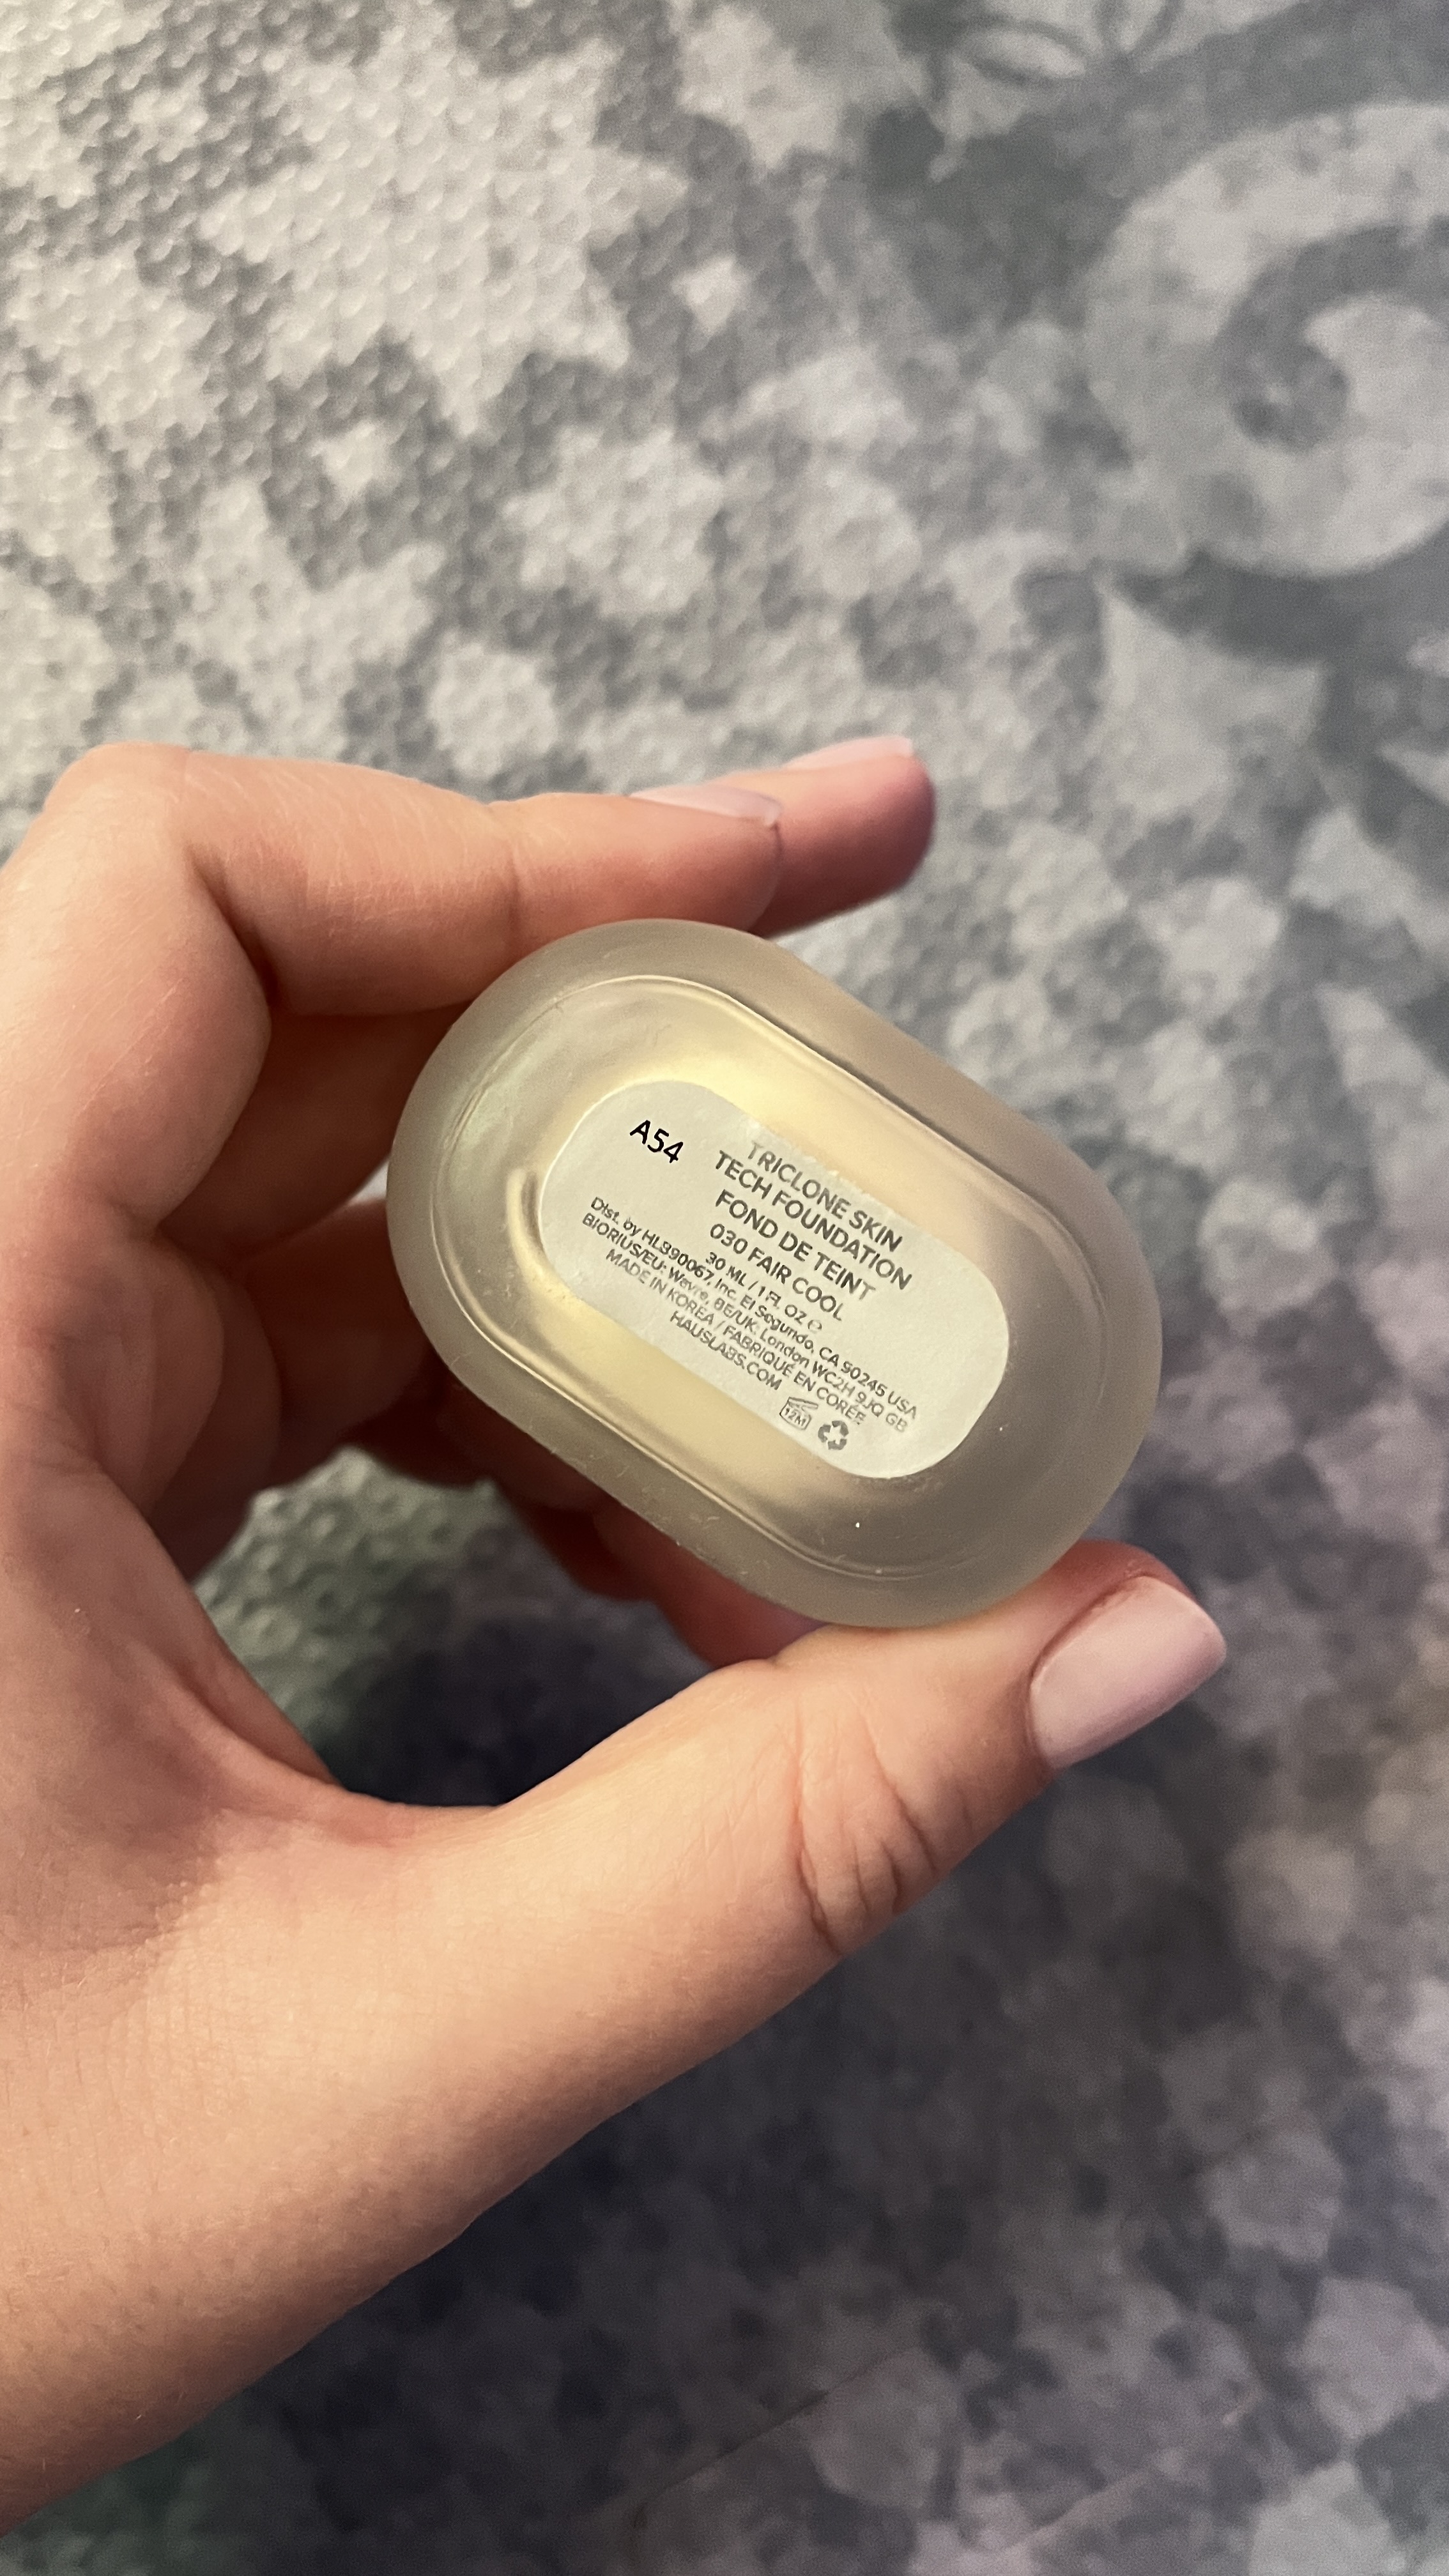 A54
TRICLONE SKIN
TECH FOUNDATION
FOND DE TEINT
030 FAIR COOL
30 ML / 1 FL OZ ℮
Dist. by HL390067, Inc. El Segundo, CA 90245 USA
BIORIUS/EU: Wavre, BE/UK: London WC2H 9JQ GB
MADE IN KOREA / FABRIQUÉ EN CORÉE
HAUSLABS.COM
12M